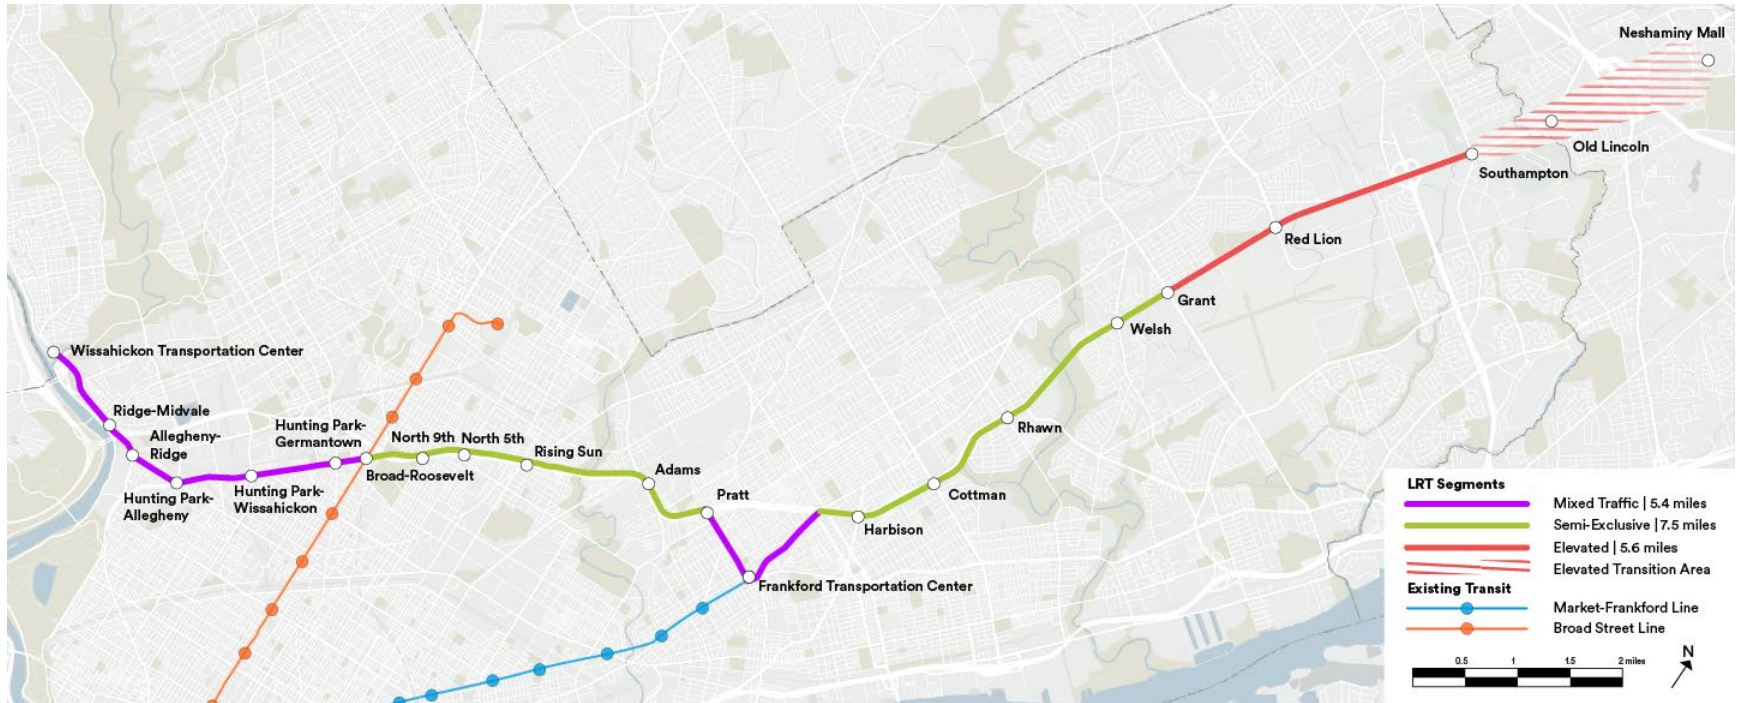 Neshaminy Mall
Old Lincoln
Southampton
Red Lion
Grant
Welsh
Wissahickon Transportation Center
Ridge-Midvale
Allegheny-
Ridge
Hunting Park-
Germantown
North 9th
North 5th
Rising Sun
Rhawn
Hunting Park-
Allegheny
Hunting Park-
Wissahickon
Broad-Roosevelt
Adams
Pratt
Cottman
Harbison
Frankford Transportation Center
LRT Segments
Mixed Traffic | 5.4 miles
Semi-Exclusive | 7.5 miles
Elevated | 5.6 miles
Elevated Transition Area
Existing Transit
Market-Frankford Line
Broad Street Line
0.5 1 1.5 2 miles
N